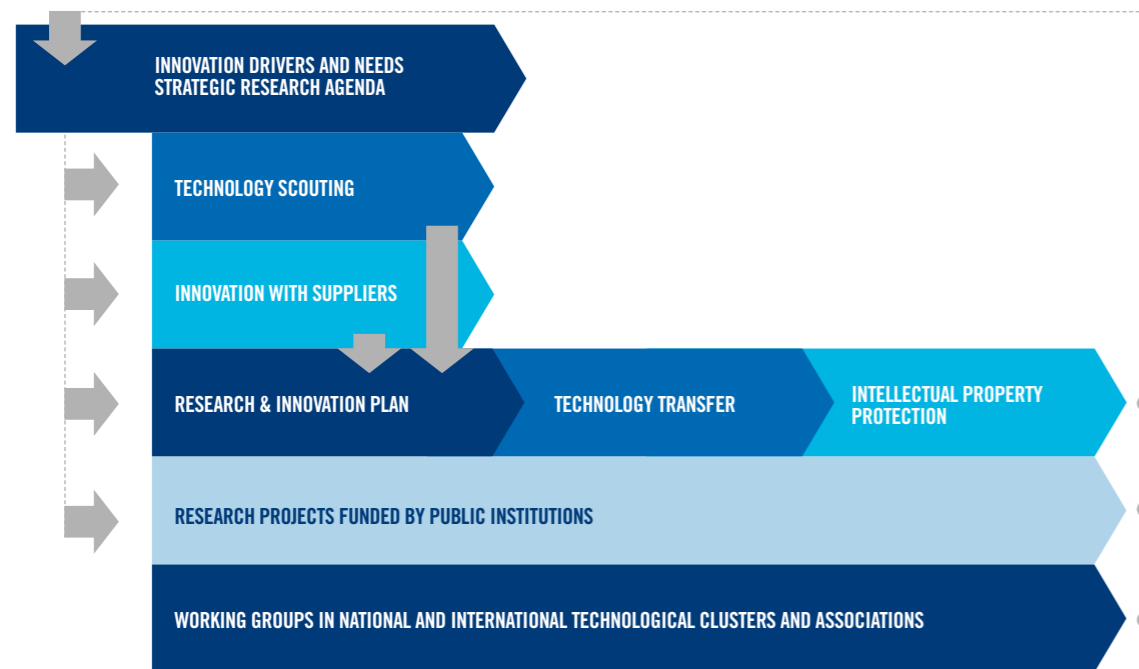 INNOVATION DRIVERS AND NEEDS
STRATEGIC RESEARCH AGENDA
TECHNOLOGY SCOUTING
INNOVATION WITH SUPPLIERS
RESEARCH & INNOVATION PLAN
TECHNOLOGY TRANSFER
INTELLECTUAL PROPERTY
PROTECTION
RESEARCH PROJECTS FUNDED BY PUBLIC INSTITUTIONS
WORKING GROUPS IN NATIONAL AND INTERNATIONAL TECHNOLOGICAL CLUSTERS AND ASSOCIATIONS